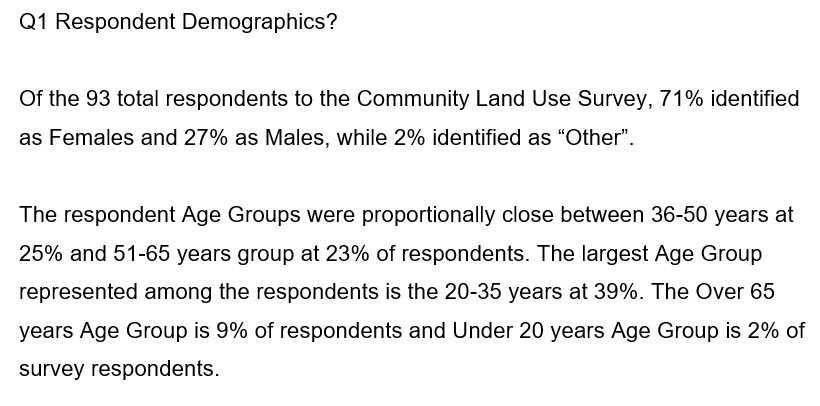 Q1 Respondent Demographics?
Of the 93 total respondents to the Community Land Use Survey, 71% identified
as Females and 27% as Males, while 2% identified as “Other”.
The respondent Age Groups were proportionally close between 36-50 years at
25% and 51-65 years group at 23% of respondents. The largest Age Group
represented among the respondents is the 20-35 years at 39%. The Over 65
years Age Group is 9% of respondents and Under 20 years Age Group is 2% of
survey respondents.